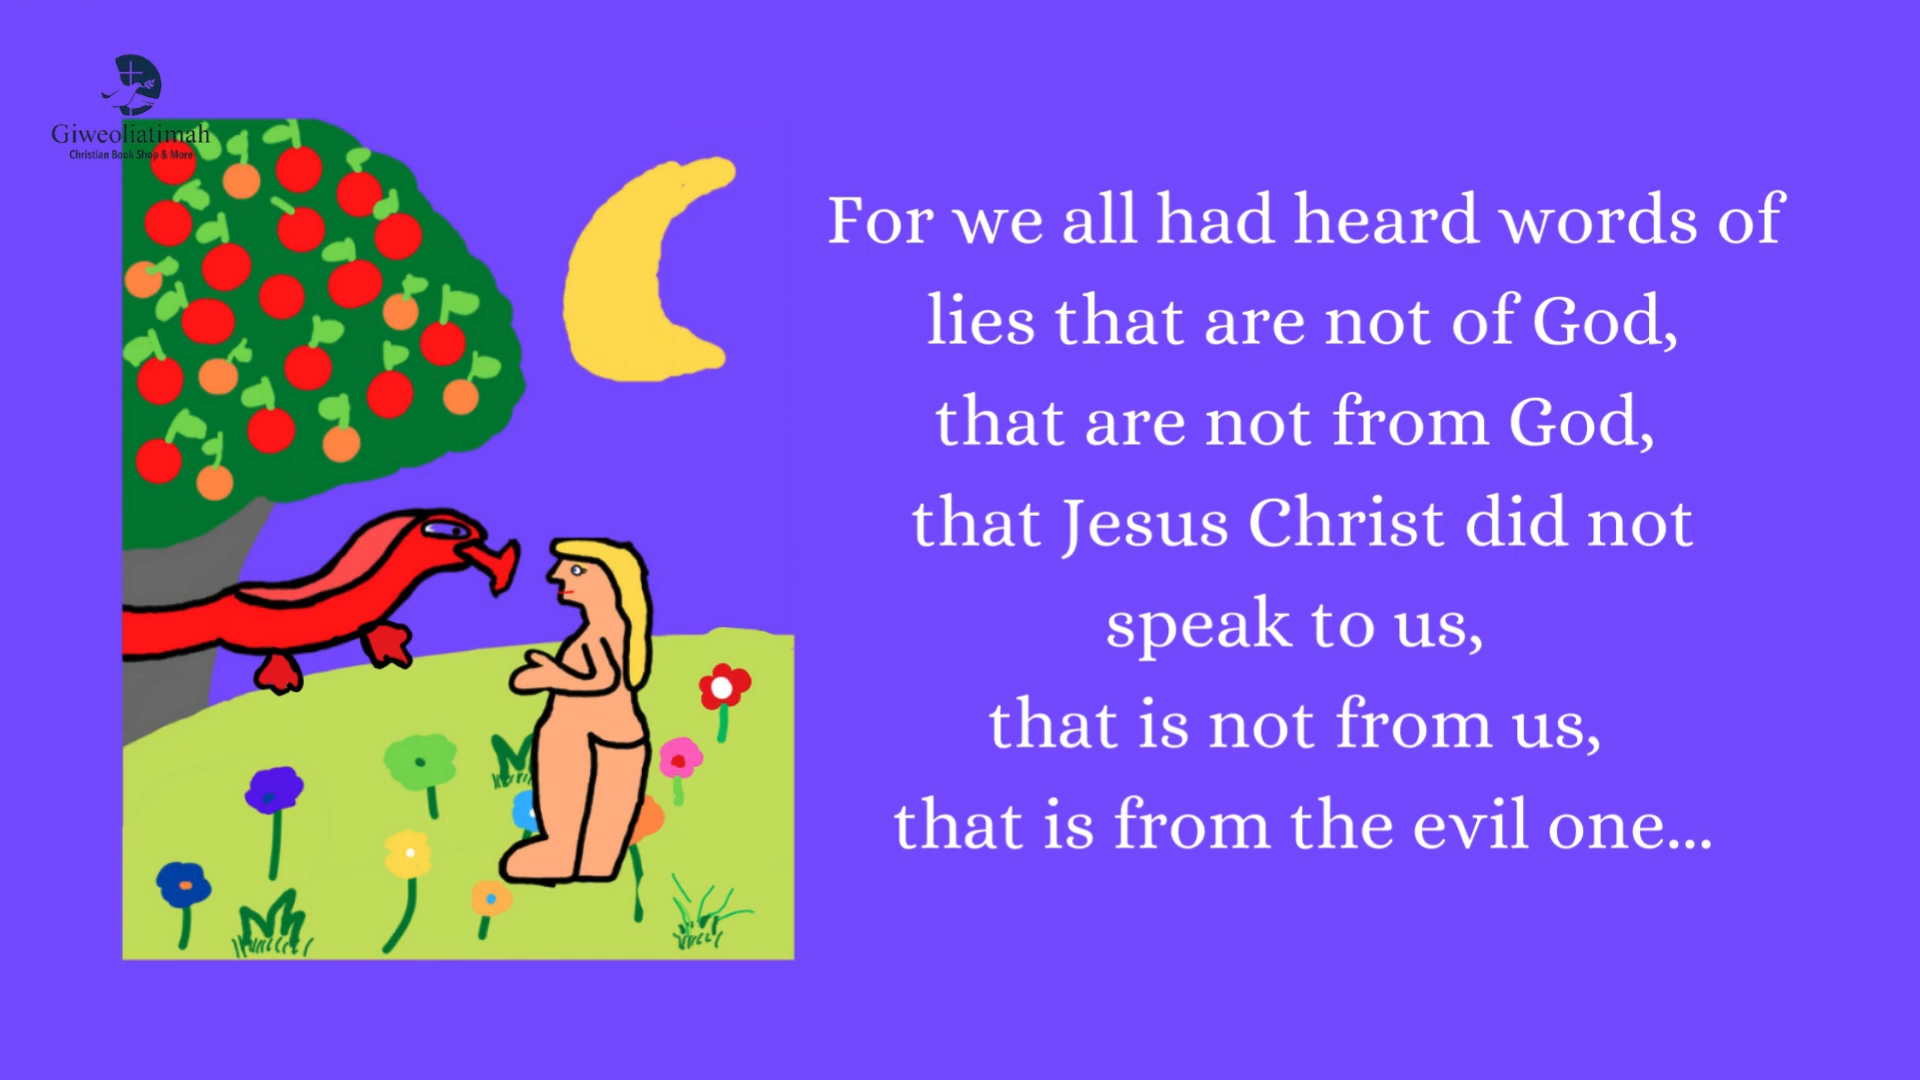 Giweoliatimah
Christian Book Shop & More
For we all had heard words of
lies that are not of God,
that are not from God,
that Jesus Christ did not
speak to us,
that is not from us,
that is from the evil one...